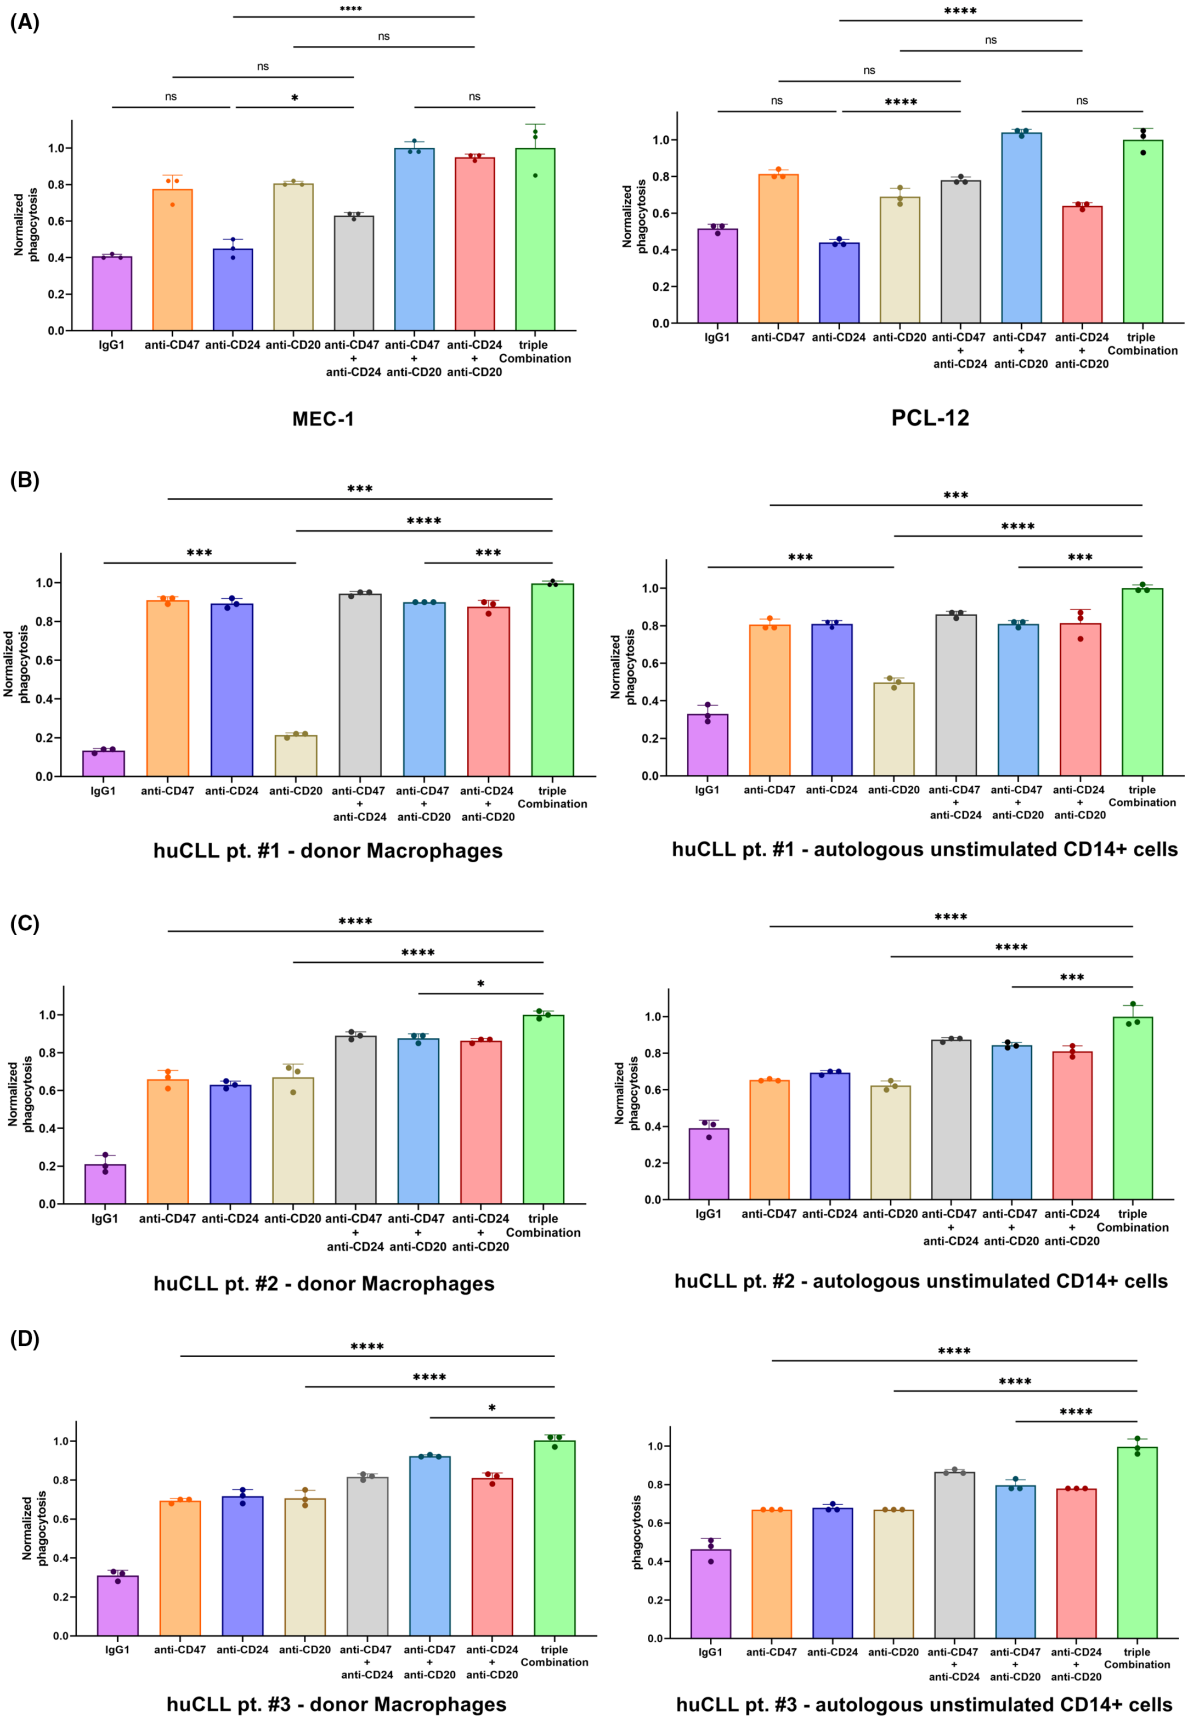 (A)
****
ns
ns
ns
*
ns
Normalized
phagocytosis
1.0
0.8
0.6
0.4
0.2
0.0
IgG1
anti-CD47
anti-CD24
anti-CD20
anti-CD47
+
anti-CD24
anti-CD47
+
anti-CD20
anti-CD24
+
anti-CD20
triple
Combination
MEC-1
****
ns
ns
ns
****
ns
Normalized
phagocytosis
1.0
0.8
0.6
0.4
0.2
0.0
IgG1
anti-CD47
anti-CD24
anti-CD20
anti-CD47
+
anti-CD24
anti-CD47
+
anti-CD20
anti-CD24
+
anti-CD20
triple
Combination
PCL-12
(B)
***
****
***
***
Normalized
phagocytosis
1.0
0.8
0.6
0.4
0.2
0.0
IgG1
anti-CD47
anti-CD24
anti-CD20
anti-CD47
+
anti-CD24
anti-CD47
+
anti-CD20
anti-CD24
+
anti-CD20
triple
Combination
huCLL pt. #1 - donor Macrophages
***
****
***
***
Normalized
phagocytosis
1.0
0.8
0.6
0.4
0.2
0.0
IgG1
anti-CD47
anti-CD24
anti-CD20
anti-CD47
+
anti-CD24
anti-CD47
+
anti-CD20
anti-CD24
+
anti-CD20
triple
Combination
huCLL pt. #1 - autologous unstimulated CD14+ cells
(C)
****
****
*
Normalized
phagocytosis
1.0
0.8
0.6
0.4
0.2
0.0
IgG1
anti-CD47
anti-CD24
anti-CD20
anti-CD47
+
anti-CD24
anti-CD47
+
anti-CD20
anti-CD24
+
anti-CD20
triple
Combination
huCLL pt. #2 - donor Macrophages
****
****
***
Normalized
phagocytosis
1.0
0.8
0.6
0.4
0.2
0.0
IgG1
anti-CD47
anti-CD24
anti-CD20
anti-CD47
+
anti-CD24
anti-CD47
+
anti-CD20
anti-CD24
+
anti-CD20
triple
Combination
huCLL pt. #2 - autologous unstimulated CD14+ cells
(D)
****
****
*
Normalized
phagocytosis
1.0
0.8
0.6
0.4
0.2
0.0
IgG1
anti-CD47
anti-CD24
anti-CD20
anti-CD47
+
anti-CD24
anti-CD47
+
anti-CD20
anti-CD24
+
anti-CD20
triple
Combination
huCLL pt. #3 - donor Macrophages
****
****
****
Normalized
phagocytosis
1.0
0.8
0.6
0.4
0.2
0.0
IgG1
anti-CD47
anti-CD24
anti-CD20
anti-CD47
+
anti-CD24
anti-CD47
+
anti-CD20
anti-CD24
+
anti-CD20
triple
Combination
huCLL pt. #3 - autologous unstimulated CD14+ cells